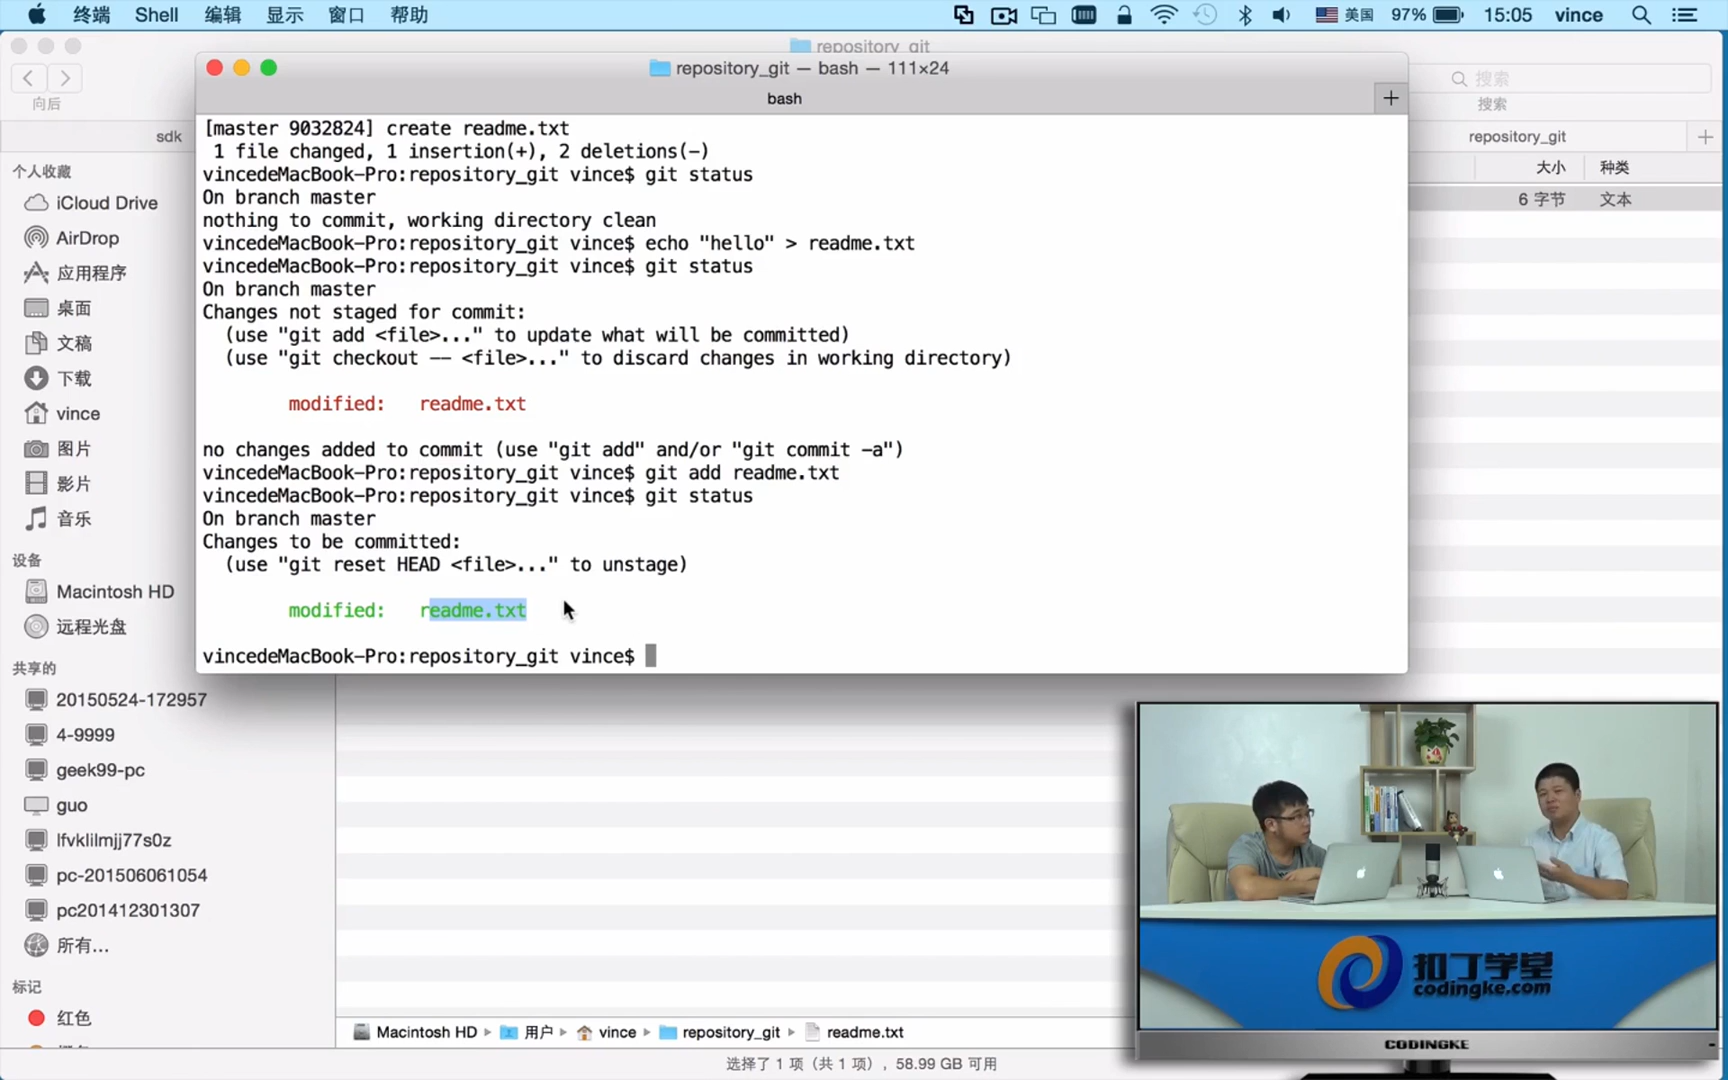 终端 Shell 编辑 显示 窗口 帮助 美国 97% 15:05 vince
repository_git
repository_git — bash — 111×24
搜索
向后
搜索
bash
sdk
repository_git
大小 种类
6 字节 文本
[master 9032824] create readme.txt
1 file changed, 1 insertion(+), 2 deletions(-)
vincedeMacBook-Pro:repository_git vince$ git status
On branch master
nothing to commit, working directory clean
vincedeMacBook-Pro:repository_git vince$ echo "hello" > readme.txt
vincedeMacBook-Pro:repository_git vince$ git status
On branch master
Changes not staged for commit:
(use "git add <file>..." to update what will be committed)
(use "git checkout -- <file>..." to discard changes in working directory)
modified: readme.txt
no changes added to commit (use "git add" and/or "git commit -a")
vincedeMacBook-Pro:repository_git vince$ git add readme.txt
vincedeMacBook-Pro:repository_git vince$ git status
On branch master
Changes to be committed:
(use "git reset HEAD <file>..." to unstage)
modified: readme.txt
vincedeMacBook-Pro:repository_git vince$
个人收藏
iCloud Drive
AirDrop
应用程序
桌面
文稿
下载
vince
图片
影片
音乐
设备
Macintosh HD
远程光盘
共享的
20150524-172957
4-9999
geek99-pc
guo
lfvklilmjj77s0z
pc-201506061054
pc201412301307
所有...
标记
红色
Macintosh HD 用户 vince repository_git readme.txt
选择了 1 项（共 1 项），58.99 GB 可用
扣丁学堂
codingke.com
CODINGKE